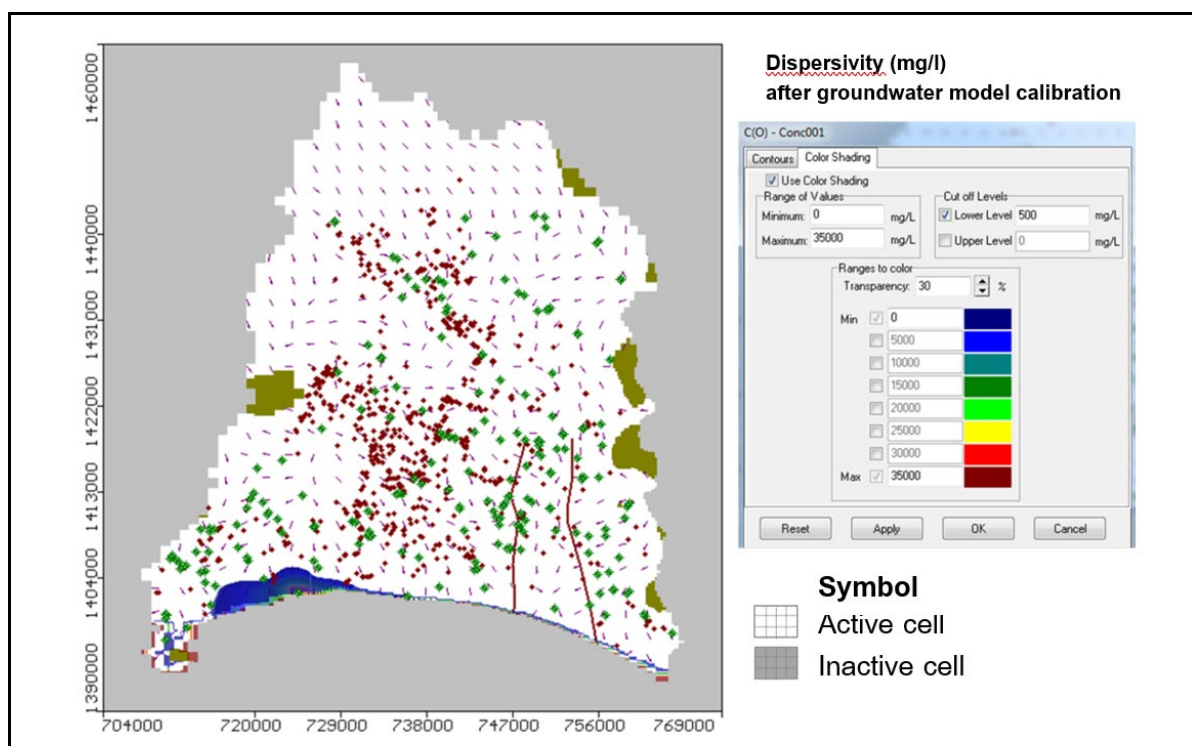 Dispersivity (mg/l)
after groundwater model calibration
C(O) - Conc001
Contours Color Shading
Use Color Shading
Range of Values
Minimum: 0 mg/L
Maximum: 35000 mg/L
Cut off Levels
Lower Level 500 mg/L
Upper Level 0 mg/L
Ranges to color
Transparency: 30 %
Min 0
5000
10000
15000
20000
25000
30000
Max 35000
Reset Apply OK Cancel
Symbol
Active cell
Inactive cell
1460000
1440000
1431000
1422000
1413000
1404000
1390000
704000 720000 729000 738000 747000 756000 769000